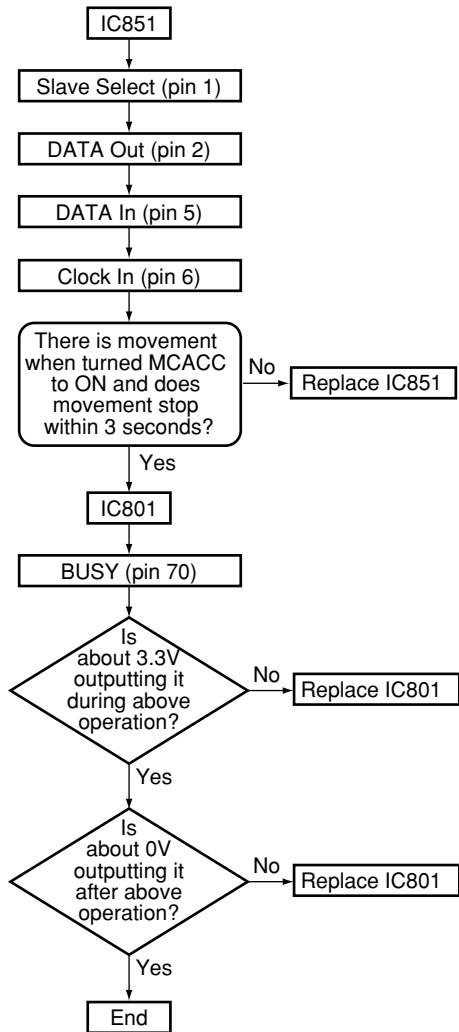 IC851
Slave Select (pin 1)
DATA Out (pin 2)
DATA In (pin 5)
Clock In (pin 6)
There is movement
when turned MCACC
to ON and does
movement stop
within 3 seconds?
No
Replace IC851
Yes
IC801
BUSY (pin 70)
Is
about 3.3V
outputting it
during above
operation?
No
Replace IC801
Yes
Is
about 0V
outputting it
after above
operation?
No
Replace IC801
Yes
End